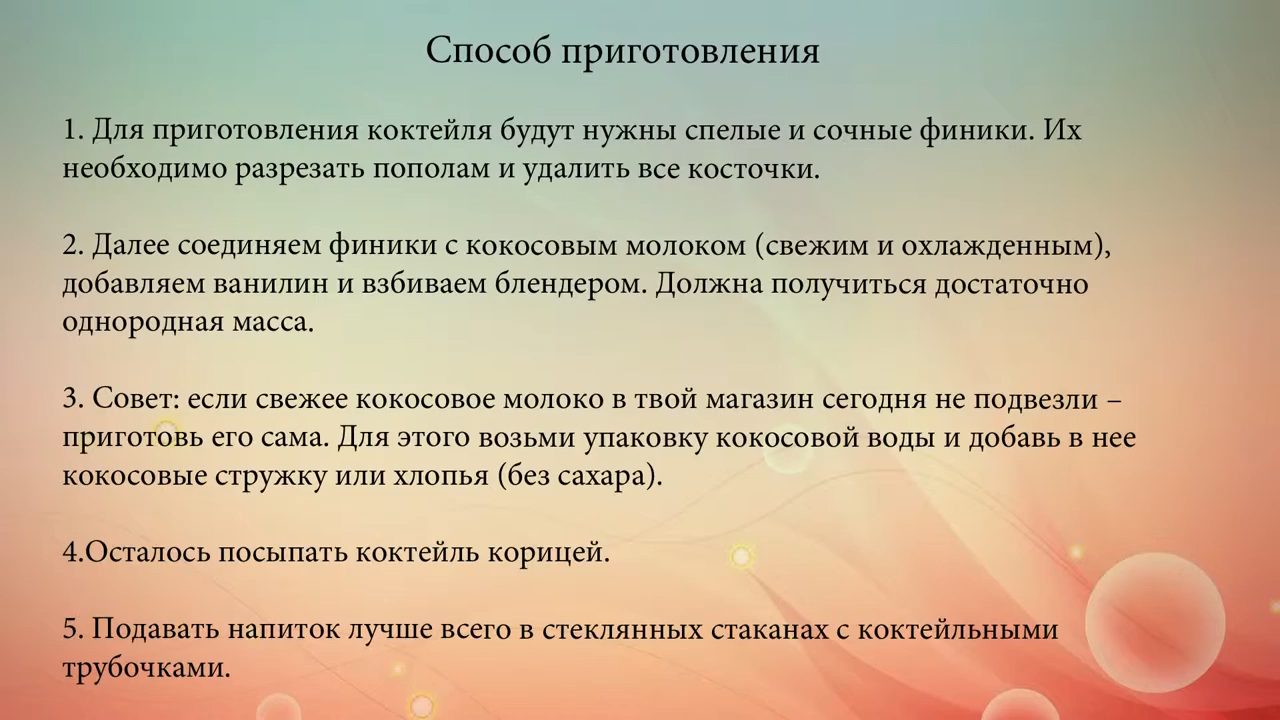 Способ приготовления
1. Для приготовления коктейля будут нужны спелые и сочные финики. Их
необходимо разрезать пополам и удалить все косточки.
2. Далее соединяем финики с кокосовым молоком (свежим и охлажденным),
добавляем ванилин и взбиваем блендером. Должна получиться достаточно
однородная масса.
3. Совет: если свежее кокосовое молоко в твой магазин сегодня не подвезли –
приготовь его сама. Для этого возьми упаковку кокосовой воды и добавь в нее
кокосовые стружку или хлопья (без сахара).
4.Осталось посыпать коктейль корицей.
5. Подавать напиток лучше всего в стеклянных стаканах с коктейльными
трубочками.